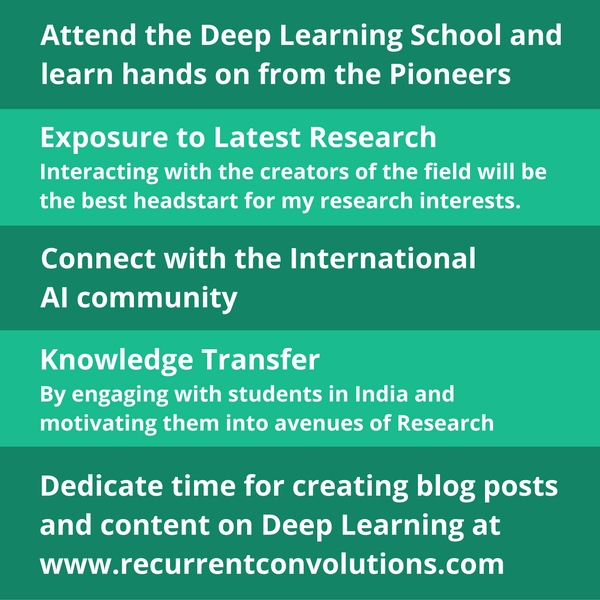 Attend the Deep Learning School and
learn hands on from the Pioneers
Exposure to Latest Research
Interacting with the creators of the field will be
the best headstart for my research interests.
Connect with the International
AI community
Knowledge Transfer
By engaging with students in India and
motivating them into avenues of Research
Dedicate time for creating blog posts
and content on Deep Learning at
www.recurrentconvolutions.com